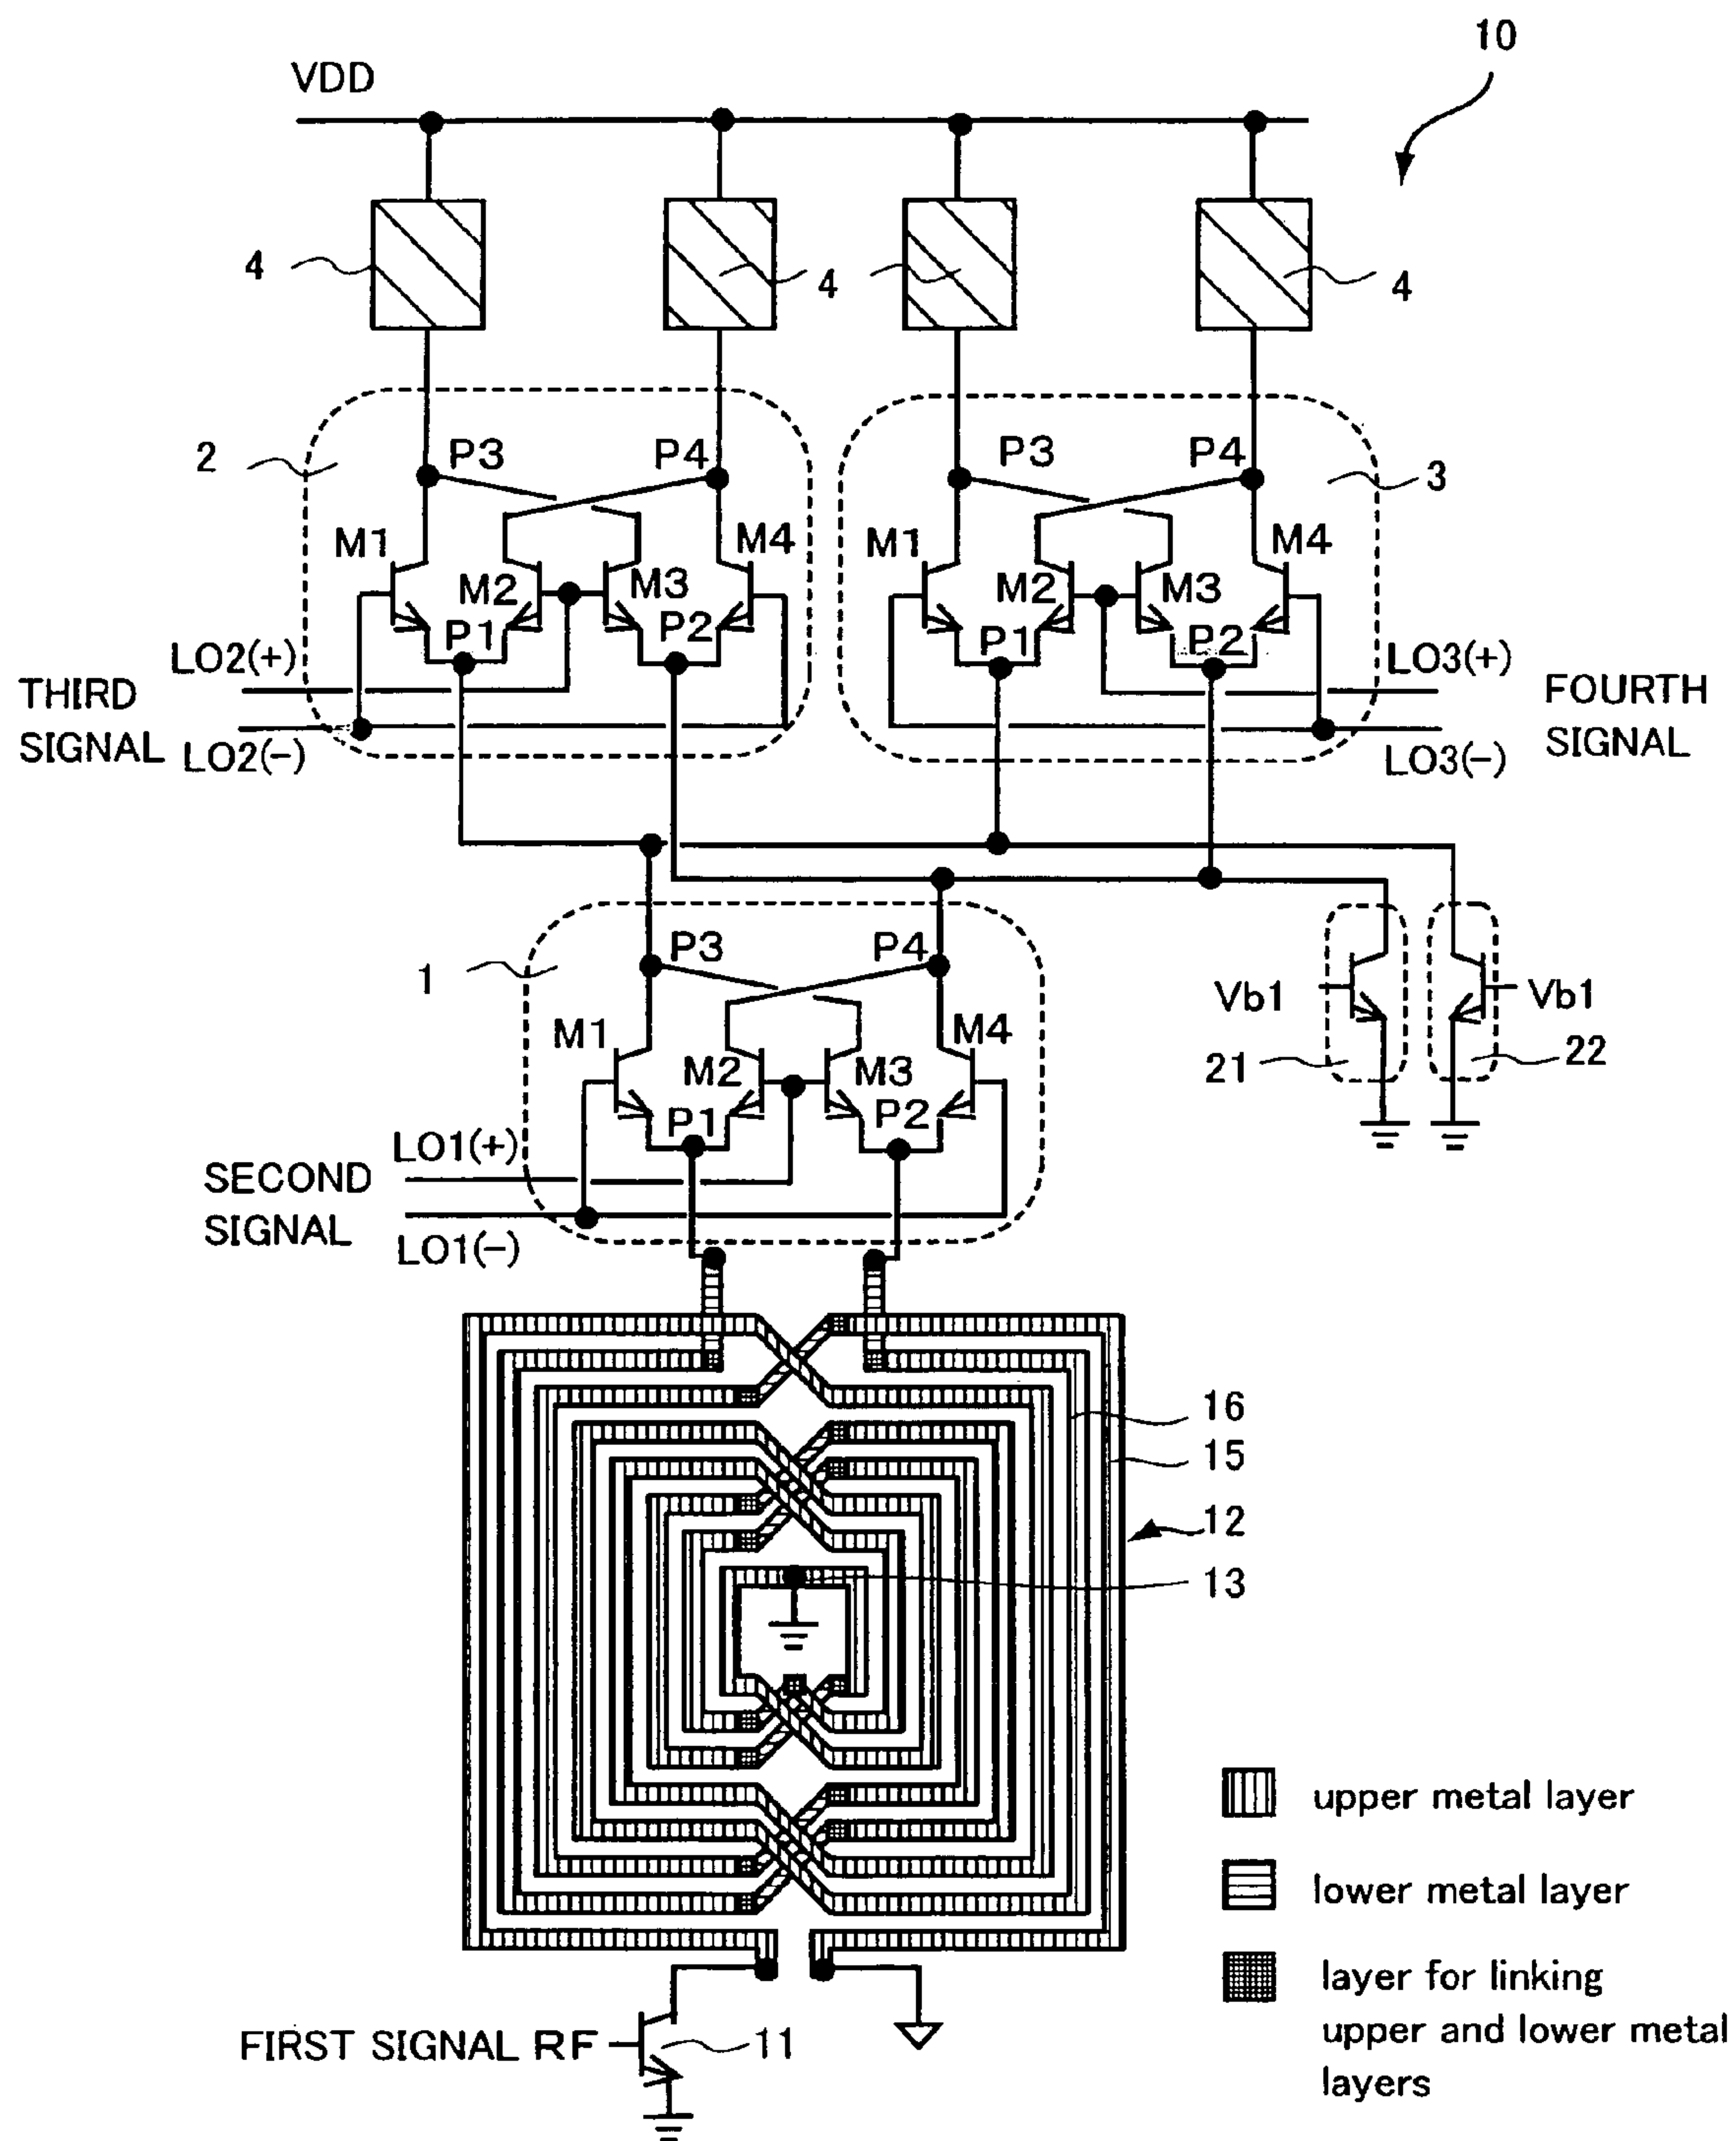 10
VDD
4
4
4
2
P3
P4
P3
P4
3
M1
M4
M1
M4
M2
M3
M2
M3
P1
P2
P1
P2
LO2(+)
LO3(+)
THIRD
SIGNAL
FOURTH
SIGNAL
LO2(-)
LO3(-)
1
P3
P4
Vb1
Vb1
M1
M4
M2
M3
21
22
P1
P2
LO1(+)
SECOND
SIGNAL
LO1(-)
16
15
12
13
upper metal layer
lower metal layer
layer for linking
upper and lower metal
layers
FIRST SIGNAL RF
11